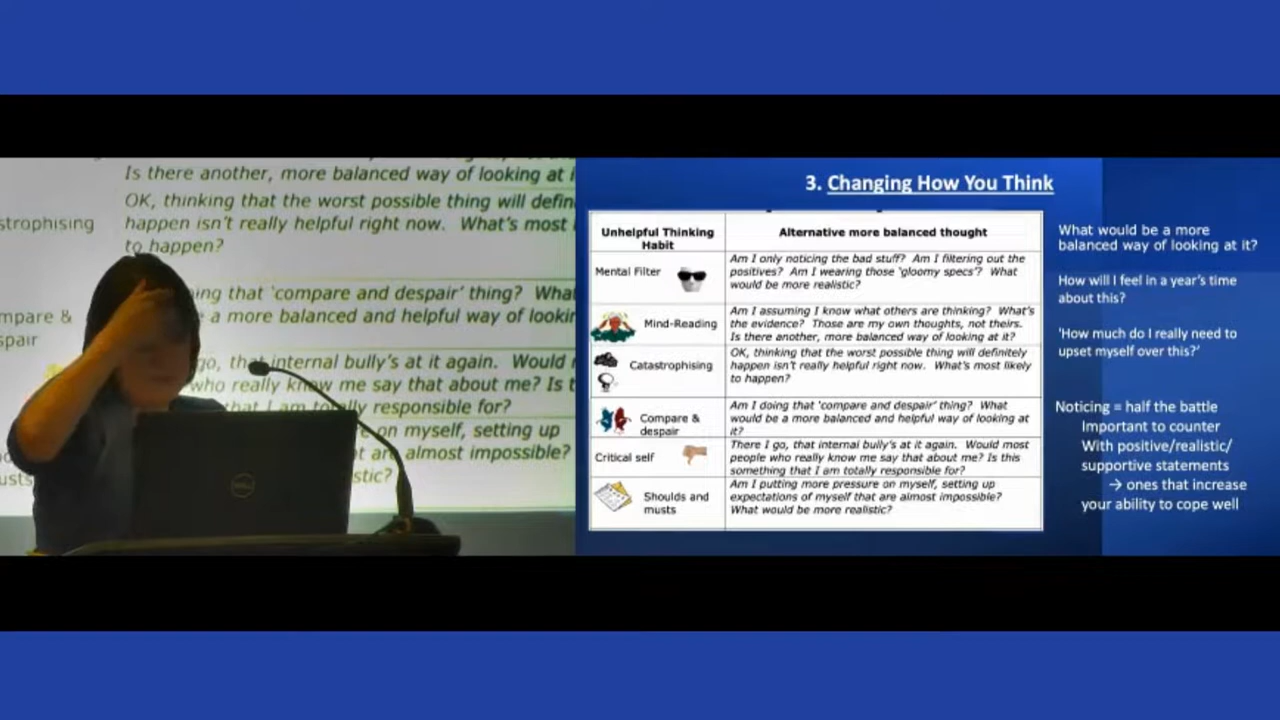 Is there another, more balanced way of looking at i
OK, thinking that the worst possible thing will defin
strophising
happen isn't really helpful right now. What's most
to happen?
ing that 'compare and despair' thing? What
mpare &
a more balanced and helpful way of lookin
spair
go, that internal bully's at it again. Would
who really know me say that about me? Is t
that I am totally responsible for?
on myself, setting up
t are almost impossible?
usts
stic?
DELL
3. Changing How You Think
Unhelpful Thinking
Habit
Alternative more balanced thought
Mental Filter
Am I only noticing the bad stuff? Am I filtering out the
positives? Am I wearing those 'gloomy specs'? What
would be more realistic?
Mind-Reading
Am I assuming I know what others are thinking? What's
the evidence? Those are my own thoughts, not theirs.
Is there another, more balanced way of looking at it?
Catastrophising
OK, thinking that the worst possible thing will definitely
happen isn't really helpful right now. What's most likely
to happen?
Compare &
despair
Am I doing that 'compare and despair' thing? What
would be a more balanced and helpful way of looking at
it?
Critical self
There I go, that internal bully's at it again. Would most
people who really know me say that about me? Is this
something that I am totally responsible for?
Shoulds and
musts
Am I putting more pressure on myself, setting up
expectations of myself that are almost impossible?
What would be more realistic?
What would be a more
balanced way of looking at it?
How will I feel in a year's time
about this?
'How much do I really need to
upset myself over this?'
Noticing = half the battle
Important to counter
With positive/realistic/
supportive statements
→ ones that increase
your ability to cope well